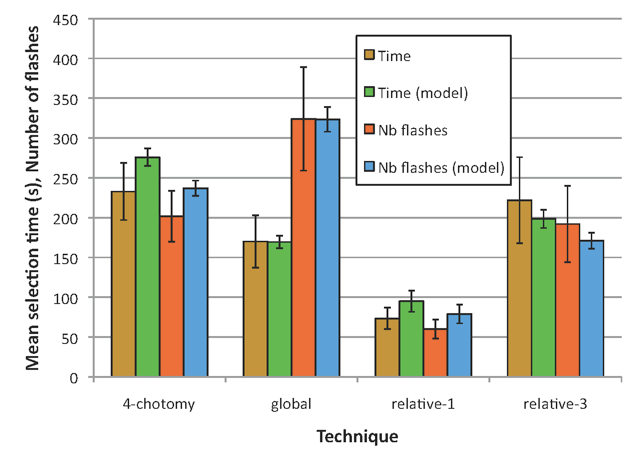 Mean selection time (s), Number of flashes
450
400
350
300
250
200
150
100
50
0
Time
Time (model)
Nb flashes
Nb flashes (model)
4-chotomy global relative-1 relative-3
Technique